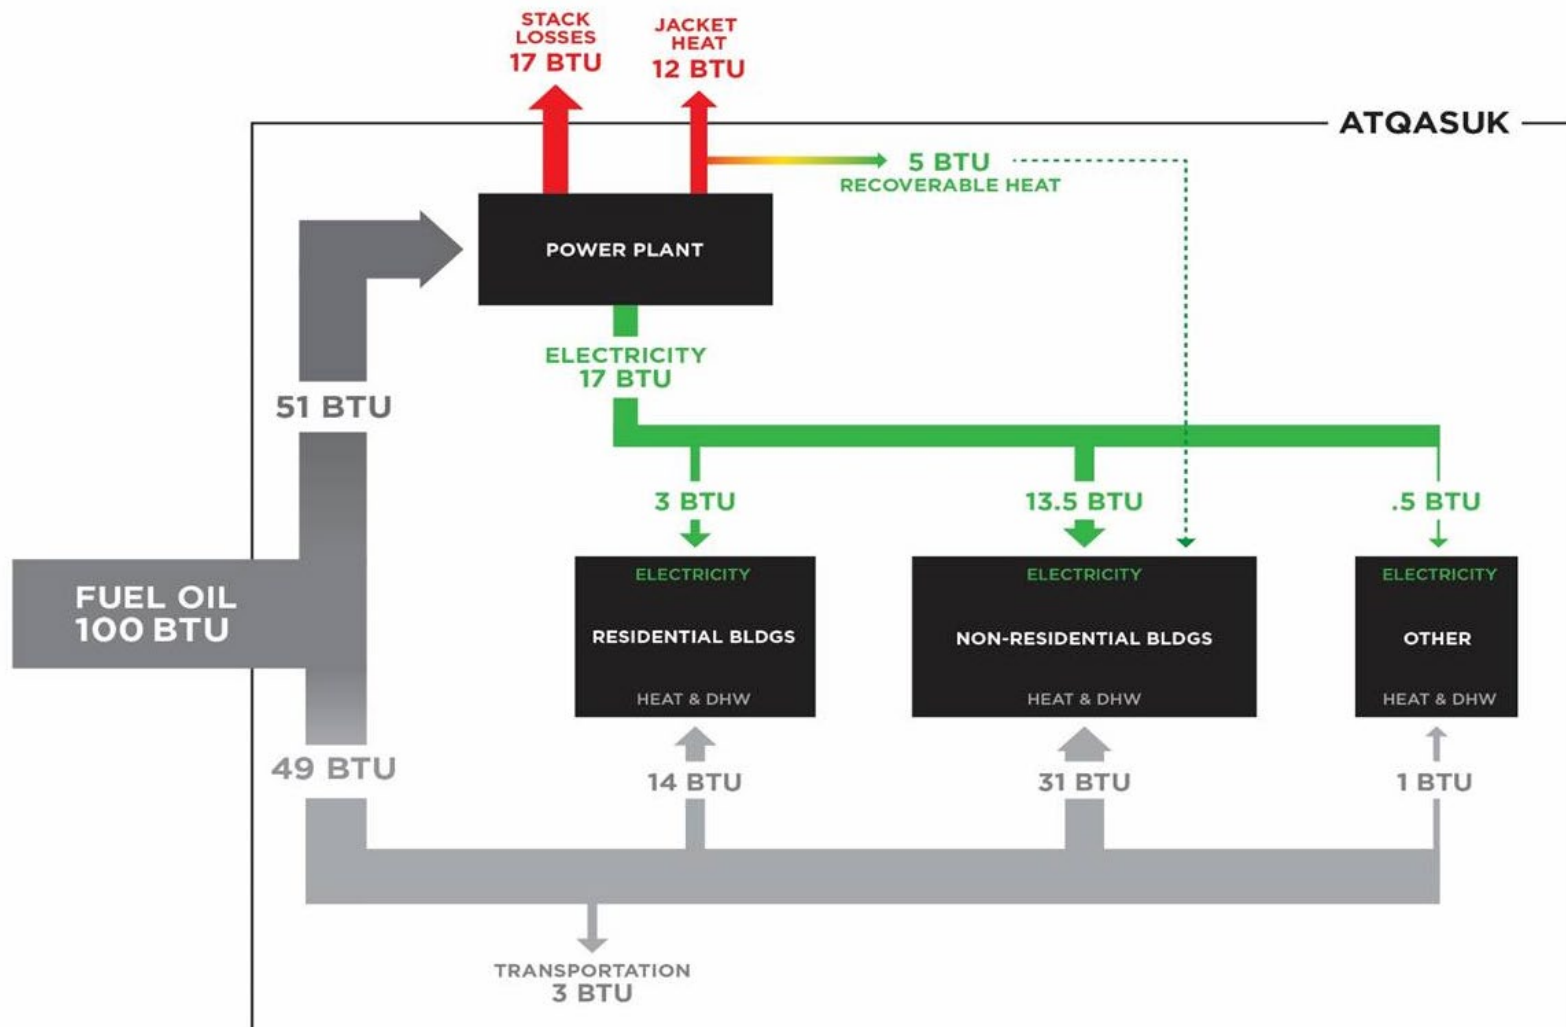 STACK
LOSSES
17 BTU
JACKET
HEAT
12 BTU
ATQASUK
5 BTU
RECOVERABLE HEAT
POWER PLANT
ELECTRICITY
17 BTU
51 BTU
3 BTU
13.5 BTU
.5 BTU
FUEL OIL
100 BTU
ELECTRICITY
RESIDENTIAL BLDGS
HEAT & DHW
ELECTRICITY
NON-RESIDENTIAL BLDGS
HEAT & DHW
ELECTRICITY
OTHER
HEAT & DHW
49 BTU
14 BTU
31 BTU
1 BTU
TRANSPORTATION
3 BTU